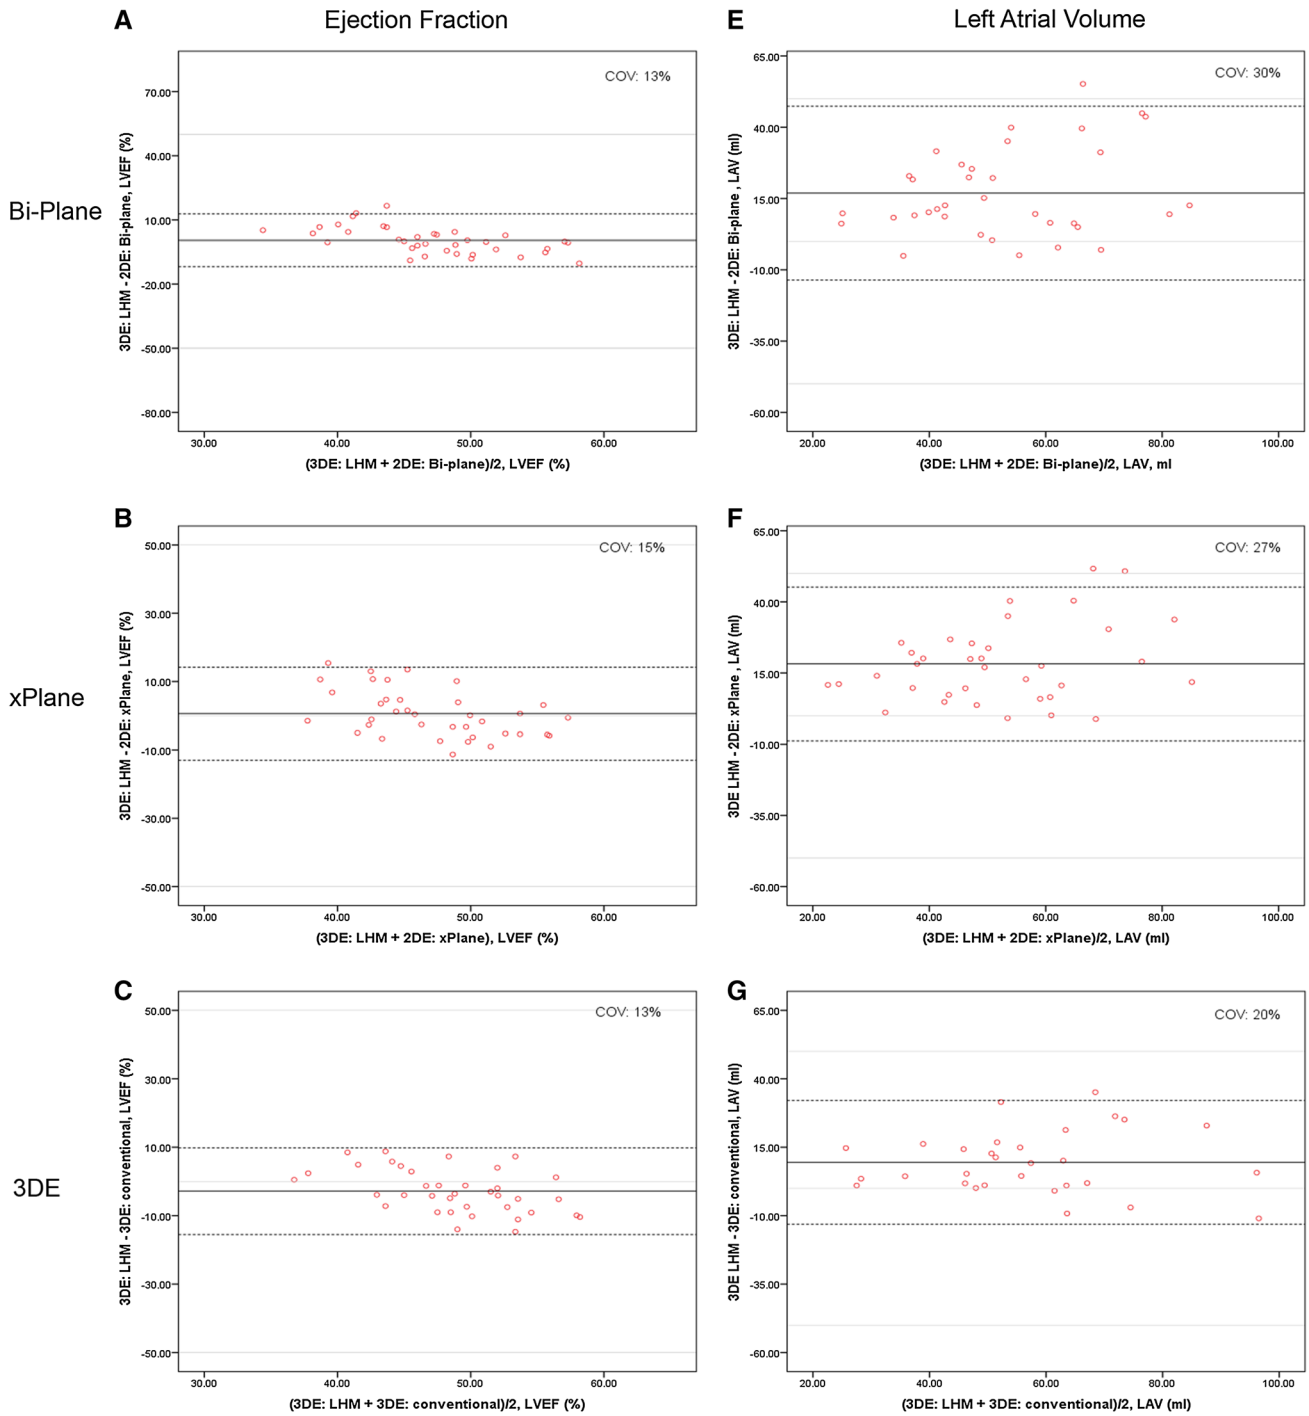 A
Ejection Fraction
E
Left Atrial Volume
Bi-Plane
3DE: LHM - 2DE: Bi-plane, LVEF (%)
COV: 13%
70.00
40.00
10.00
-20.00
-50.00
-80.00
30.00 40.00 50.00 60.00
(3DE: LHM + 2DE: Bi-plane)/2, LVEF (%)
3DE: LHM - 2DE: Bi-plane , LAV (ml)
COV: 30%
65.00
40.00
15.00
-10.00
-35.00
-60.00
20.00 40.00 60.00 80.00 100.00
(3DE: LHM + 2DE: Bi-plane)/2, LAV, ml
B
F
xPlane
3DE: LHM - 2DE: xPlane, LVEF (%)
COV: 15%
50.00
30.00
10.00
-10.00
-30.00
-50.00
30.00 40.00 50.00 60.00
(3DE: LHM + 2DE: xPlane), LVEF (%)
3DE LHM - 2DE: xPlane , LAV (ml)
COV: 27%
65.00
40.00
15.00
-10.00
-35.00
-60.00
20.00 40.00 60.00 80.00 100.00
(3DE: LHM + 2DE: xPlane)/2, LAV (ml)
C
G
3DE
3DE: LHM - 3DE: conventional, LVEF (%)
COV: 13%
50.00
30.00
10.00
-10.00
-30.00
-50.00
30.00 40.00 50.00 60.00
(3DE: LHM + 3DE: conventional)/2, LVEF (%)
3DE LHM - 3DE: conventional, LAV (ml)
COV: 20%
65.00
40.00
15.00
-10.00
-35.00
-60.00
20.00 40.00 60.00 80.00 100.00
(3DE: LHM + 3DE: conventional)/2, LAV (ml)